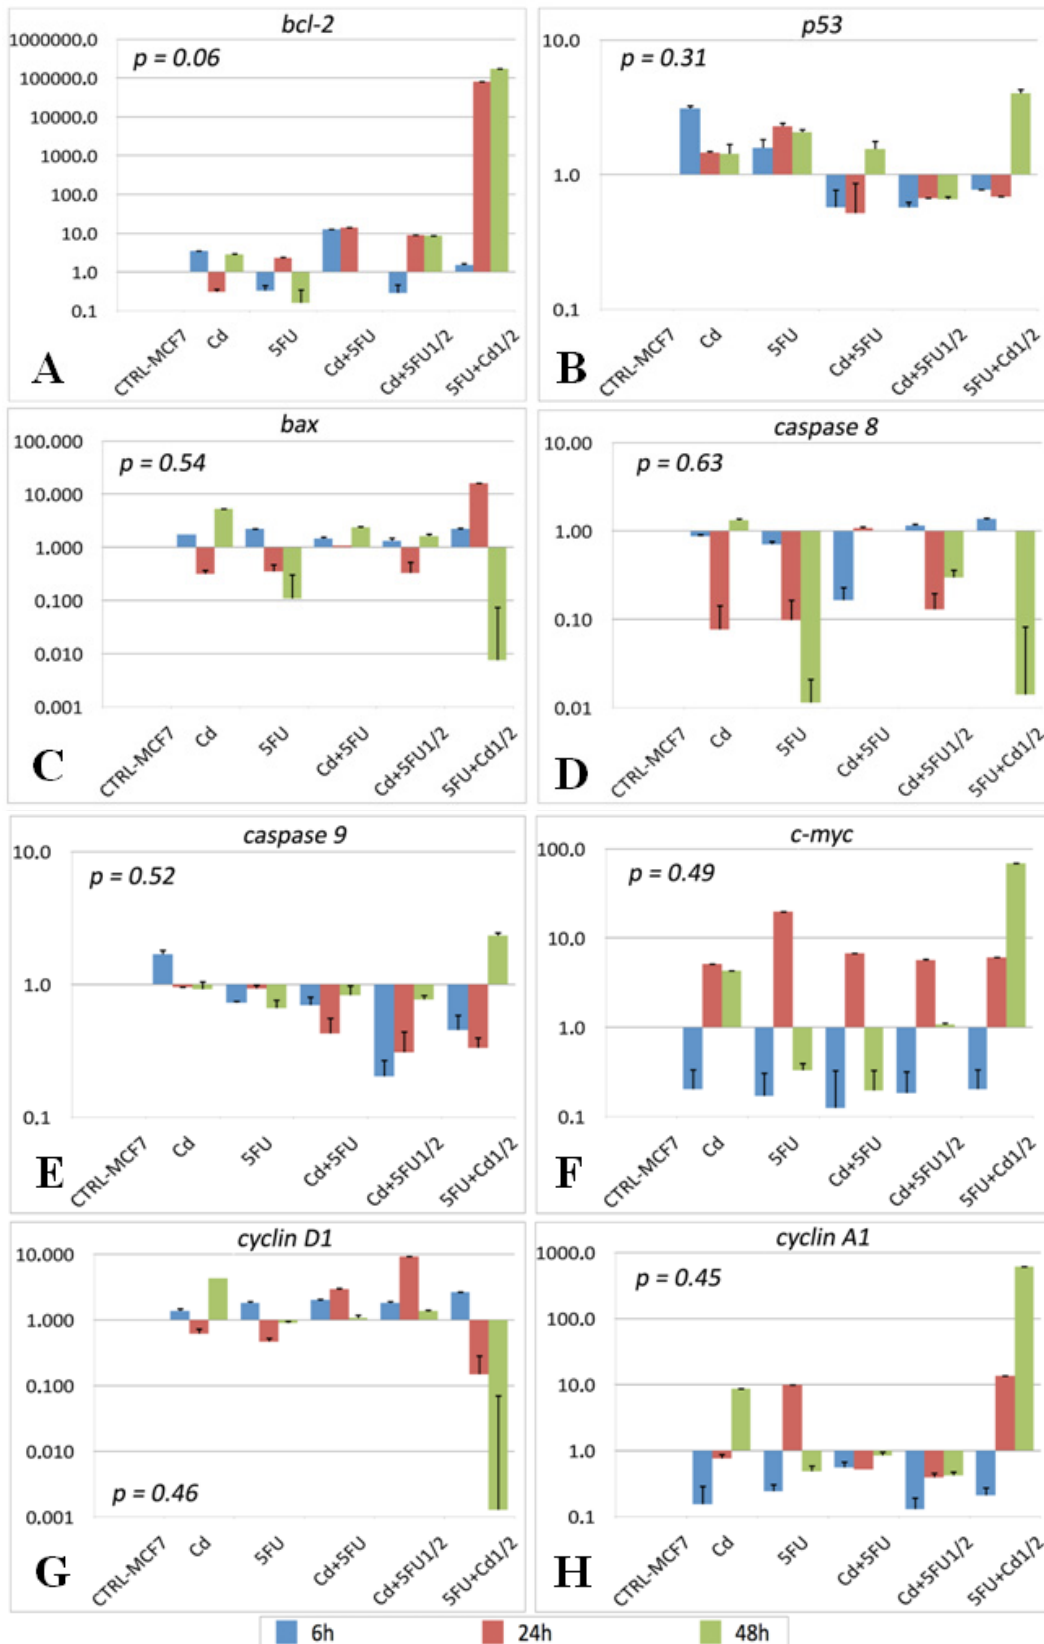 bcl-2
p = 0.06
1000000.0
100000.0
10000.0
1000.0
100.0
10.0
1.0
0.1
CTRL-MCF7 Cd 5FU Cd+5FU Cd+5FU1/2 5FU+Cd1/2
A
p53
p = 0.31
10.0
1.0
0.1
CTRL-MCF7 Cd 5FU Cd+5FU Cd+5FU1/2 5FU+Cd1/2
B
bax
p = 0.54
100.000
10.000
1.000
0.100
0.010
0.001
CTRL-MCF7 Cd 5FU Cd+5FU Cd+5FU1/2 5FU+Cd1/2
C
caspase 8
p = 0.63
10.00
1.00
0.10
0.01
CTRL-MCF7 Cd 5FU Cd+5FU Cd+5FU1/2 5FU+Cd1/2
D
caspase 9
p = 0.52
10.0
1.0
0.1
CTRL-MCF7 Cd 5FU Cd+5FU Cd+5FU1/2 5FU+Cd1/2
E
c-myc
p = 0.49
100.0
10.0
1.0
0.1
CTRL-MCF7 Cd 5FU Cd+5FU Cd+5FU1/2 5FU+Cd1/2
F
cyclin D1
10.000
1.000
0.100
0.010
0.001
p = 0.46
CTRL-MCF7 Cd 5FU Cd+5FU Cd+5FU1/2 5FU+Cd1/2
G
cyclin A1
p = 0.45
1000.0
100.0
10.0
1.0
0.1
CTRL-MCF7 Cd 5FU Cd+5FU Cd+5FU1/2 5FU+Cd1/2
H
6h 24h 48h